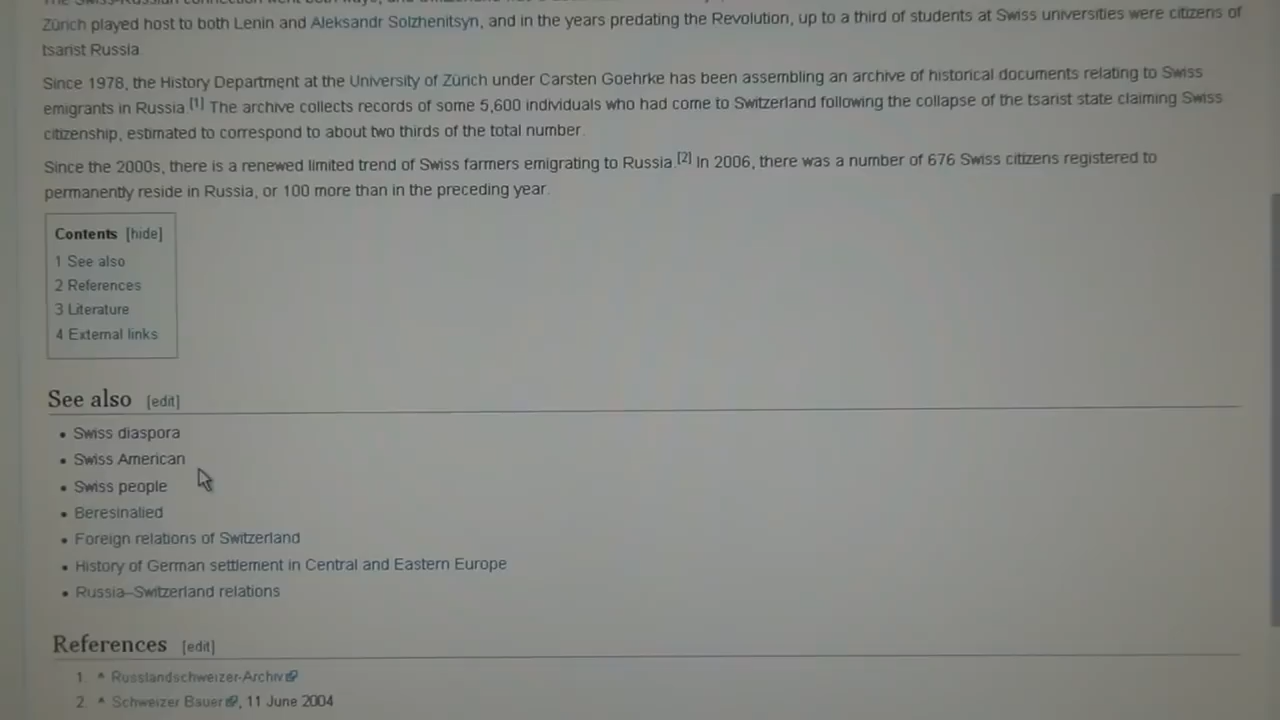 Zürich played host to both Lenin and Aleksandr Solzhenitsyn, and in the years predating the Revolution, up to a third of students at Swiss universities were citizens of
tsarist Russia
Since 1978, the History Department at the University of Zürich under Carsten Goehrke has been assembling an archive of historical documents relating to Swiss
emigrants in Russia.[1] The archive collects records of some 5,600 individuals who had come to Switzerland following the collapse of the tsarist state claiming Swiss
citizenship, estimated to correspond to about two thirds of the total number.
Since the 2000s, there is a renewed limited trend of Swiss farmers emigrating to Russia.[2] In 2006, there was a number of 676 Swiss citizens registered to
permanently reside in Russia, or 100 more than in the preceding year.
Contents [hide]
1 See also
2 References
3 Literature
4 External links
See also [edit]
• Swiss diaspora
• Swiss American
• Swiss people
• Beresinalied
• Foreign relations of Switzerland
• History of German settlement in Central and Eastern Europe
• Russia–Switzerland relations
References [edit]
1. ^ Russlandschweizer-Archiv
2. ^ Schweizer Bauer, 11 June 2004